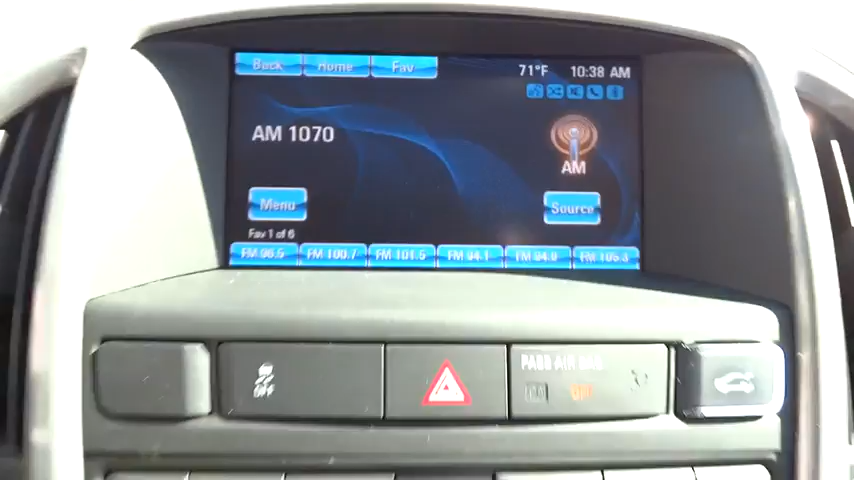 Back Home Fav 71°F 10:38 AM
AM 1070
AM
Menu Source
Fav 1 of 6
FM 96.5 FM 100.7 FM 101.5 FM 94.1 FM 94.9 FM 105.3
OFF
PASS AIR BAG
OFF